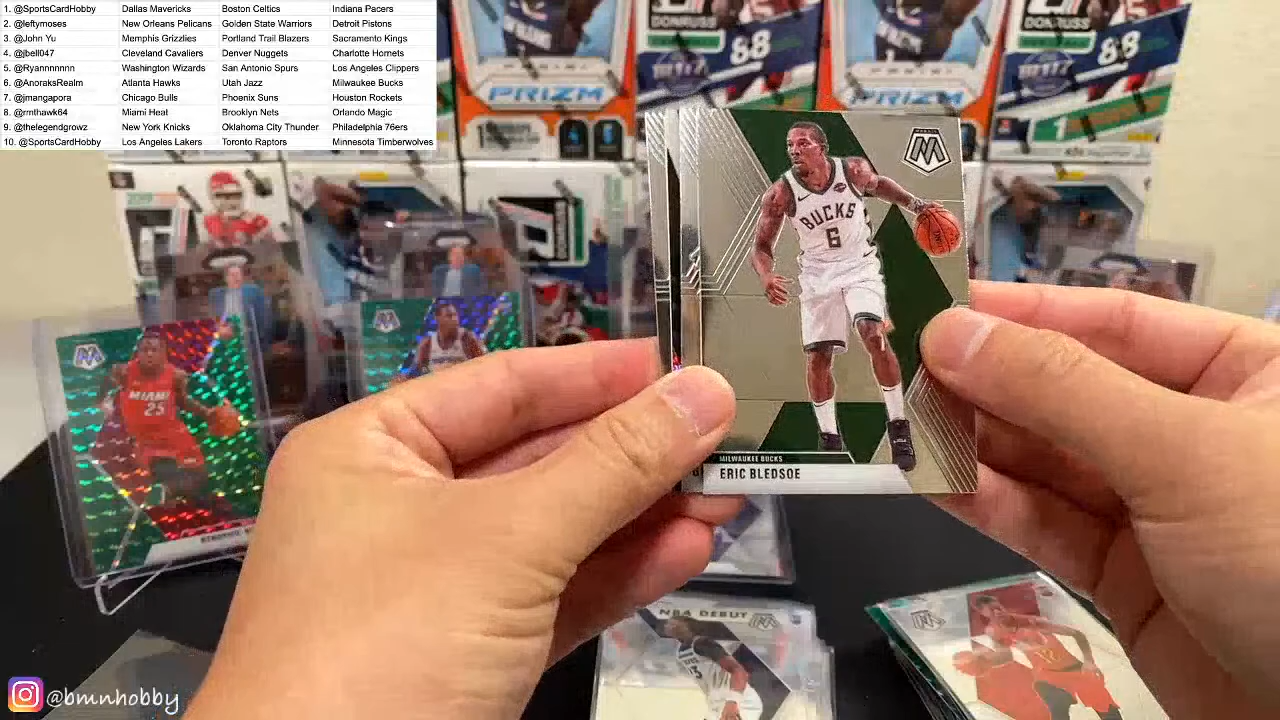 1. @SportsCardHobby Dallas Mavericks Boston Celtics Indiana Pacers
2. @leftymoses New Orleans Pelicans Golden State Warriors Detroit Pistons
3. @John Yu Memphis Grizzlies Portland Trail Blazers Sacramento Kings
4. @jbell047 Cleveland Cavaliers Denver Nuggets Charlotte Hornets
5. @Ryannnnnn Washington Wizards San Antonio Spurs Los Angeles Clippers
6. @AnoraksRealm Atlanta Hawks Utah Jazz Milwaukee Bucks
7. @jmangapora Chicago Bulls Phoenix Suns Houston Rockets
8. @rmthawk64 Miami Heat Brooklyn Nets Orlando Magic
9. @thelegendgrowz New York Knicks Oklahoma City Thunder Philadelphia 76ers
10. @SportsCardHobby Los Angeles Lakers Toronto Raptors Minnesota Timberwolves
DONRUSS
88
DONRUSS
88
PRIZM
PRIZM
BUCKS
6
MILWAUKEE BUCKS
ERIC BLEDSOE
MIAMI
25
NBA DEBUT
@bmnhobby